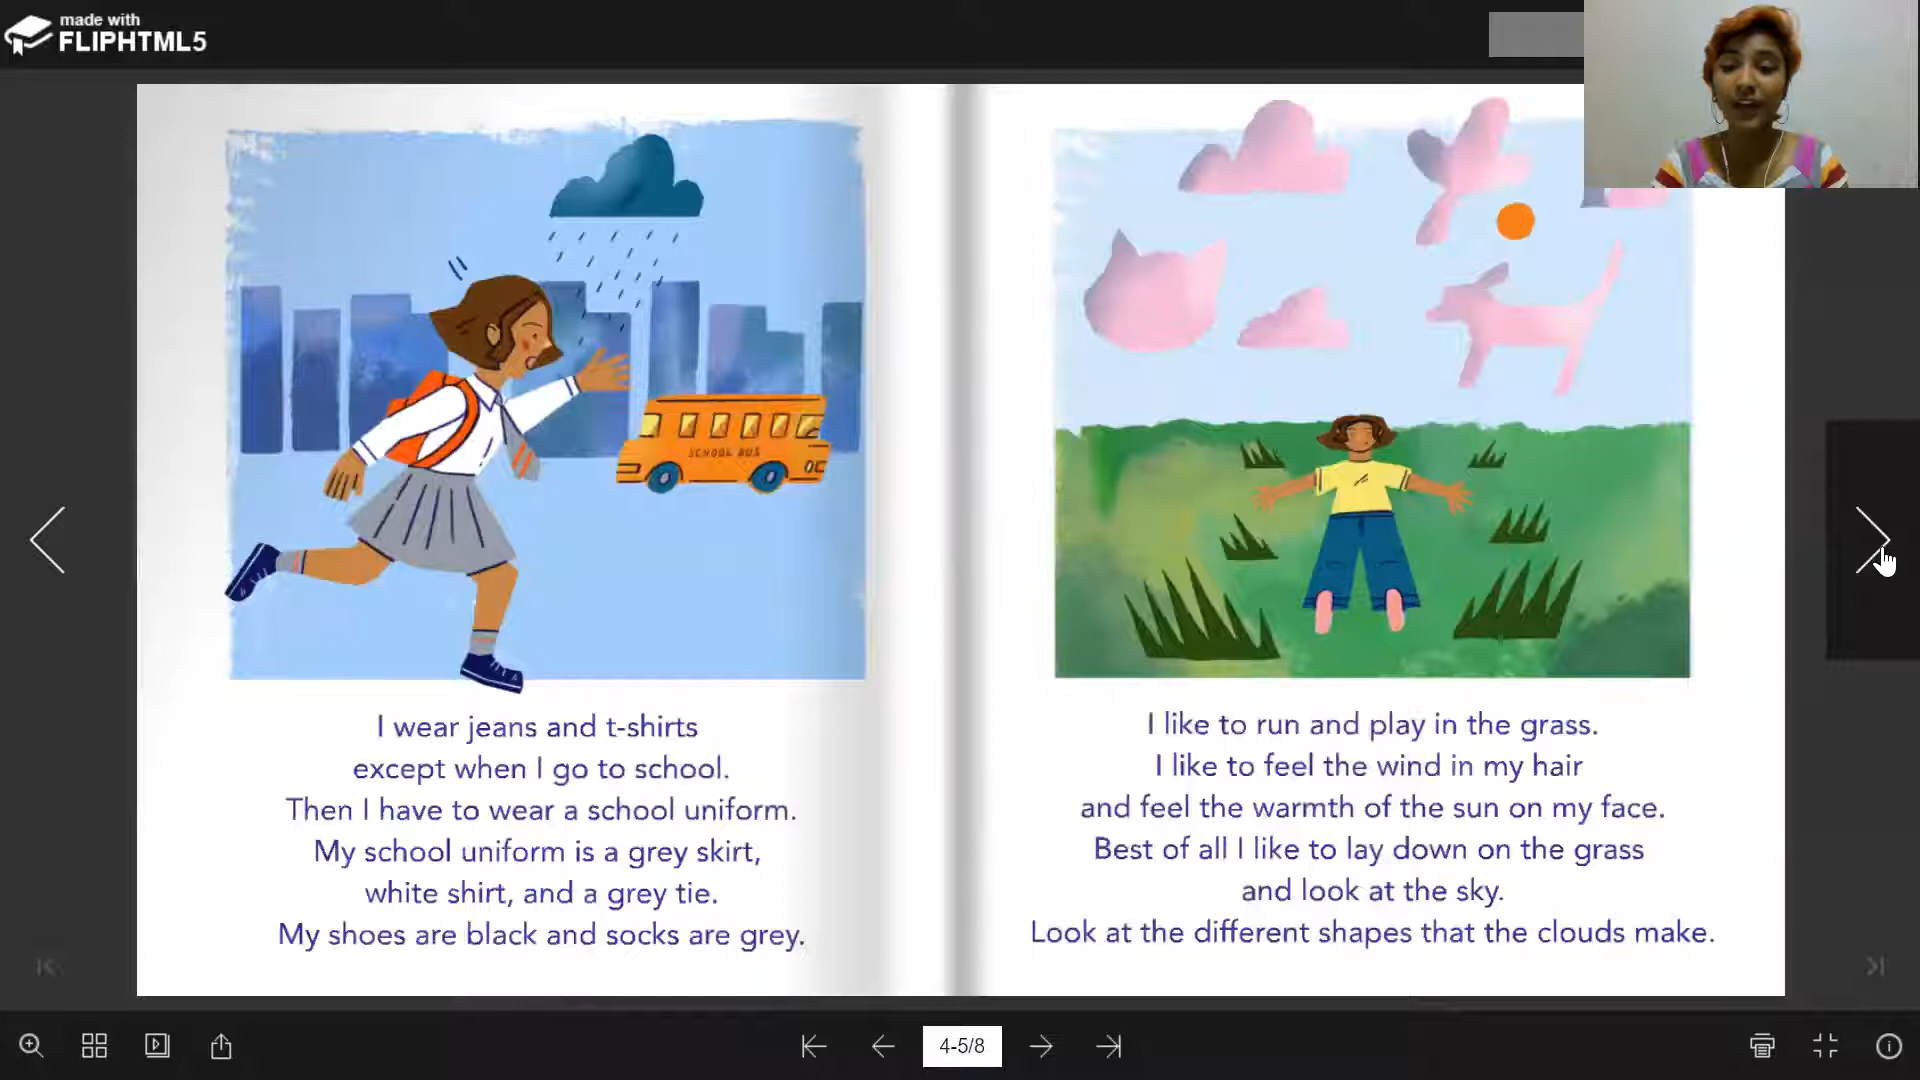 made with
FLIPHTML5
SCHOOL BUS
I wear jeans and t-shirts
except when I go to school.
Then I have to wear a school uniform.
My school uniform is a grey skirt,
white shirt, and a grey tie.
My shoes are black and socks are grey.
I like to run and play in the grass.
I like to feel the wind in my hair
and feel the warmth of the sun on my face.
Best of all I like to lay down on the grass
and look at the sky.
Look at the different shapes that the clouds make.
4-5/8